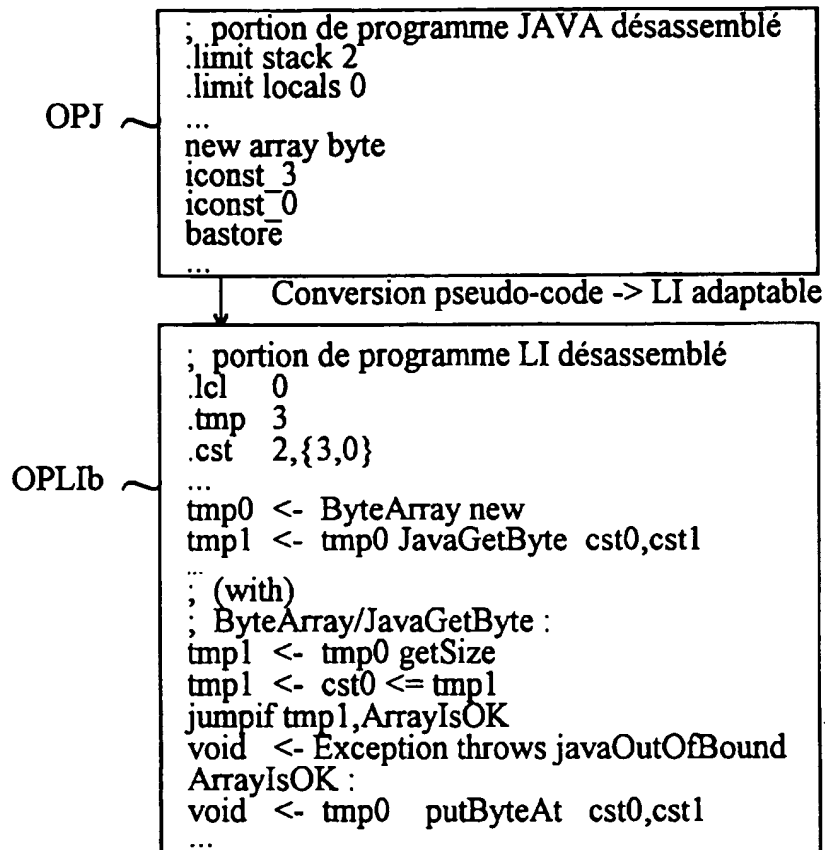 ; portion de programme JAVA désassemblé
.limit stack 2
.limit locals 0
OPJ
...
new array byte
iconst_3
iconst_0
bastore
...
Conversion pseudo-code -> LI adaptable
; portion de programme LI désassemblé
.lcl 0
.tmp 3
.cst 2,{3,0}
OPLIb
...
tmp0 <- ByteArray new
tmp1 <- tmp0 JavaGetByte cst0,cst1
...
; (with)
; ByteArray/JavaGetByte :
tmp1 <- tmp0 getSize
tmp1 <- cst0 <= tmp1
jumpif tmp1,ArrayIsOK
void <- Exception throws javaOutOfBound
ArrayIsOK :
void <- tmp0 putByteAt cst0,cst1
...